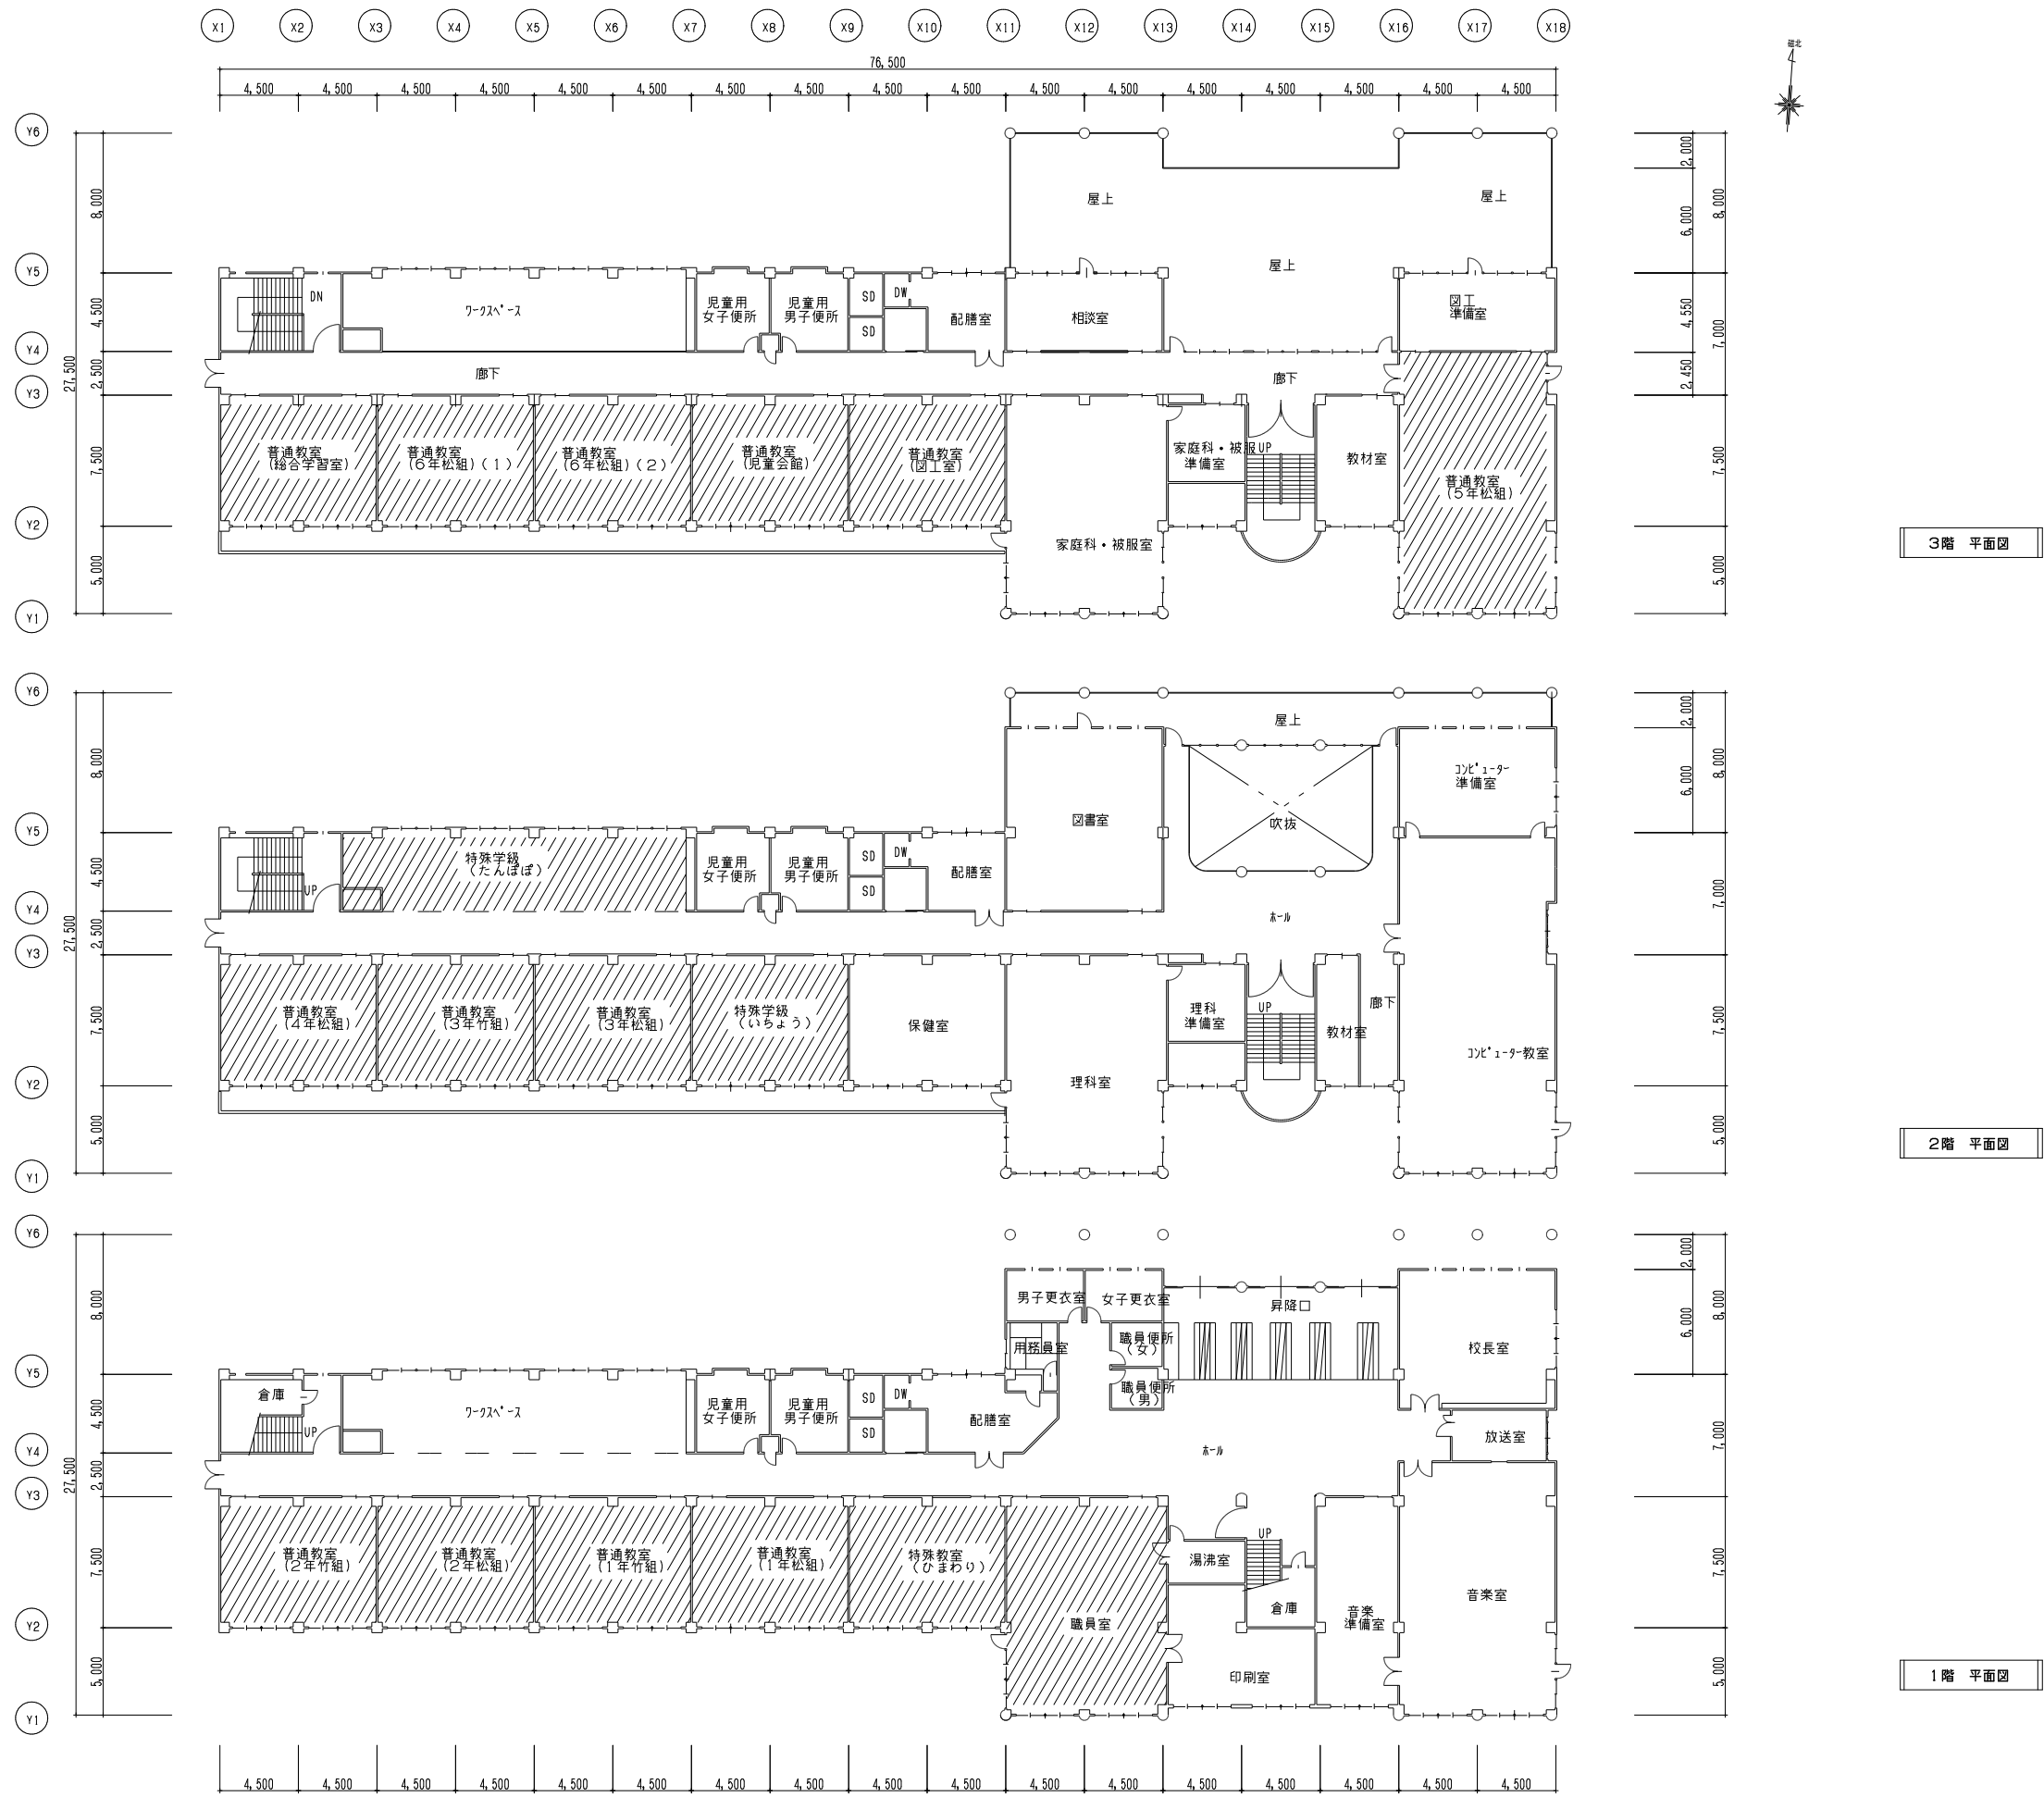 X1 X2 X3 X4 X5 X6 X7 X8 X9 X10 X11 X12 X13 X14 X15 X16 X17 X18
磁北
76,500
4,500 4,500 4,500 4,500 4,500 4,500 4,500 4,500 4,500 4,500 4,500 4,500 4,500 4,500 4,500 4,500 4,500
Y6
Y5
Y4
Y3
Y2
Y1
27,500
8,000
4,500
2,500
7,500
5,000
屋上
屋上
屋上
DN
ワークスペース
児童用
女子便所
児童用
男子便所
SD
SD
DW
配膳室
相談室
図工
準備室
廊下
廊下
普通教室
(総合学習室)
普通教室
(6年松組)(1)
普通教室
(6年松組)(2)
普通教室
(児童会館)
普通教室
(図工室)
家庭科・被服室
家庭科・被服
準備室
UP
教材室
普通教室
(5年松組)
2,000
6,000
8,000
4,550
2,450
7,000
7,500
5,000
3階 平面図
Y6
Y5
Y4
Y3
Y2
Y1
27,500
8,000
4,500
2,500
7,500
5,000
屋上
コンピューター
準備室
図書室
吹抜
UP
特殊学級
(たんぽぽ)
児童用
女子便所
児童用
男子便所
SD
SD
DW
配膳室
ホール
普通教室
(4年松組)
普通教室
(3年竹組)
普通教室
(3年松組)
特殊学級
(いちょう)
保健室
理科室
理科
準備室
UP
教材室
廊下
コンピューター教室
2,000
6,000
8,000
7,000
7,500
5,000
2階 平面図
Y6
Y5
Y4
Y3
Y2
Y1
27,500
8,000
4,500
2,500
7,500
5,000
男子更衣室
女子更衣室
昇降口
用務員室
職員便所
(女)
職員便所
(男)
校長室
倉庫
UP
ワークスペース
児童用
女子便所
児童用
男子便所
SD
SD
DW
配膳室
ホール
放送室
普通教室
(2年竹組)
普通教室
(2年松組)
普通教室
(1年竹組)
普通教室
(1年松組)
特殊教室
(ひまわり)
職員室
湯沸室
UP
倉庫
印刷室
音楽
準備室
音楽室
2,000
6,000
8,000
7,000
7,500
5,000
1階 平面図
4,500 4,500 4,500 4,500 4,500 4,500 4,500 4,500 4,500 4,500 4,500 4,500 4,500 4,500 4,500 4,500 4,500